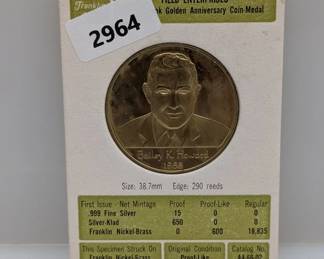 Franklin
FIELD ENTERPRISES
Golden Anniversary Coin-Medal
2964
Bailey K. Howard
1968
Size: 38.7mm Edge: 290 reeds
First Issue - Net Mintage Proof Proof-Like Regular
.999 Fine Silver 15 0 0
Silver-Klad 650 0 0
Franklin Nickel-Brass 0 600 18,835
This Specimen Struck On Original Condition Catalog No.
Franklin Nickel-Brass Proof-Like